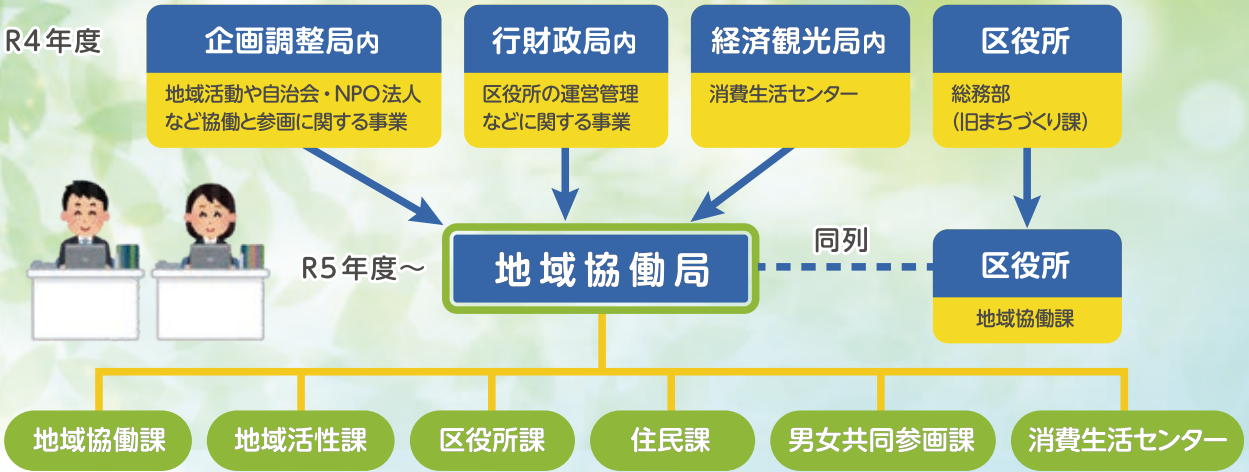 R4年度
企画調整局内
地域活動や自治会・NPO法人
など協働と参画に関する事業
行財政局内
区役所の運営管理
などに関する事業
経済観光局内
消費生活センター
区役所
総務部
（旧まちづくり課）
R5年度～
地域協働局
同列
区役所
地域協働課
地域協働課
地域活性課
区役所課
住民課
男女共同参画課
消費生活センター